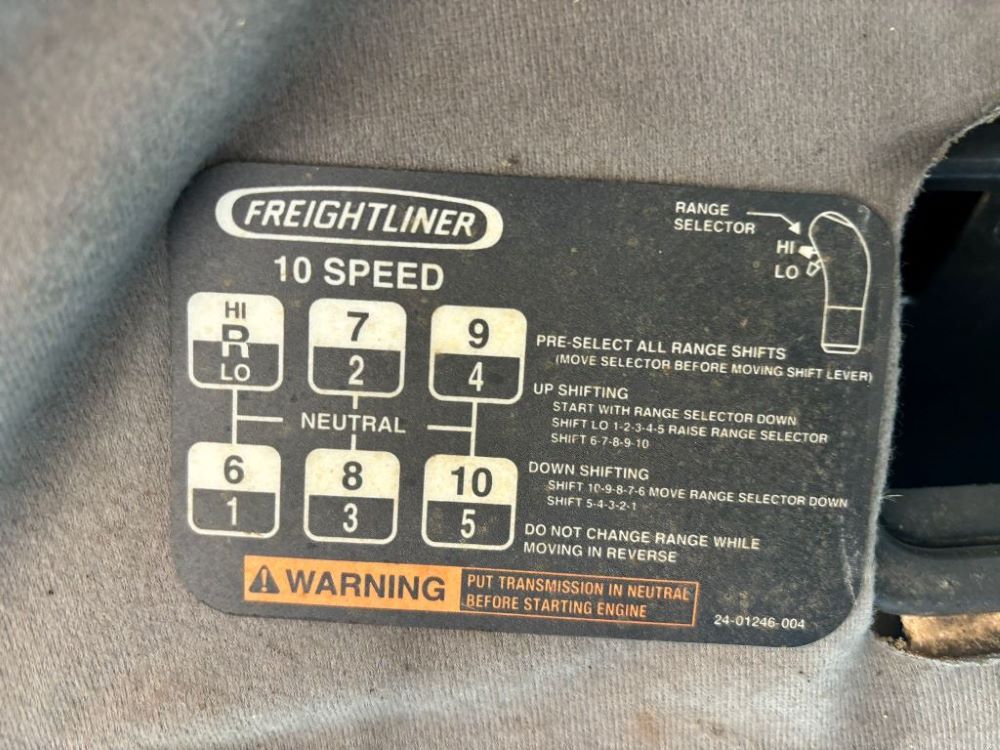 FREIGHTLINER
10 SPEED
RANGE
SELECTOR
HI
LO
HI
R
LO
7
2
9
4
NEUTRAL
6
1
8
3
10
5
PRE-SELECT ALL RANGE SHIFTS
(MOVE SELECTOR BEFORE MOVING SHIFT LEVER)
UP SHIFTING
START WITH RANGE SELECTOR DOWN
SHIFT LO 1-2-3-4-5 RAISE RANGE SELECTOR
SHIFT 6-7-8-9-10
DOWN SHIFTING
SHIFT 10-9-8-7-6 MOVE RANGE SELECTOR DOWN
SHIFT 5-4-3-2-1
DO NOT CHANGE RANGE WHILE
MOVING IN REVERSE
WARNING
PUT TRANSMISSION IN NEUTRAL
BEFORE STARTING ENGINE
24-01246-004